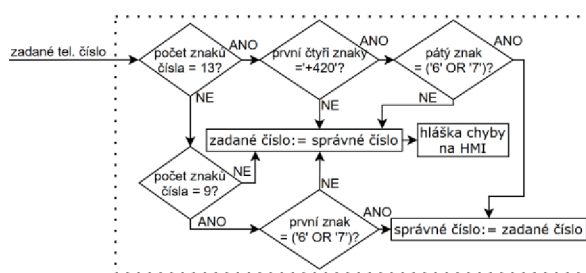 zadané tel. číslo
počet znaků
čísla = 13?
ANO
první čtyři znaky
='+420'?
ANO
pátý znak
= ('6' OR '7')?
ANO
NE
NE
NE
zadané číslo:= správné číslo
hláška chyby
na HMI
počet znaků
čísla = 9?
NE
NE
ANO
první znak
= ('6' OR '7')?
ANO
správné číslo:= zadané číslo